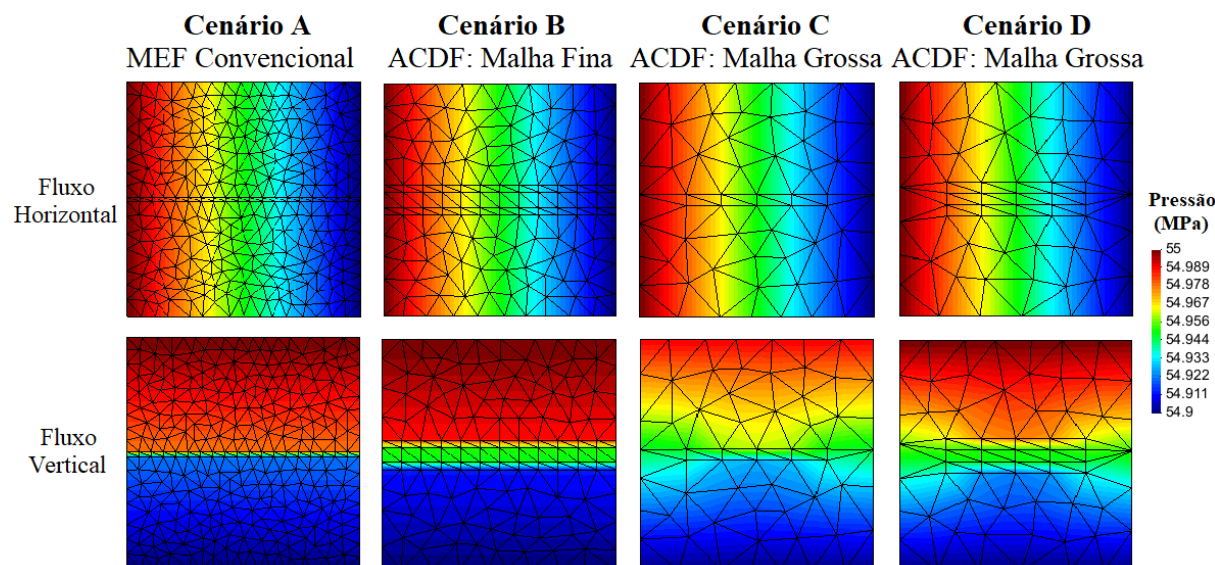 Cenário A
MEF Convencional
Cenário B
ACDF: Malha Fina
Cenário C
ACDF: Malha Grossa
Cenário D
ACDF: Malha Grossa
Fluxo
Horizontal
Fluxo
Vertical
Pressão
(MPa)
55
54.989
54.978
54.967
54.956
54.944
54.933
54.922
54.911
54.9